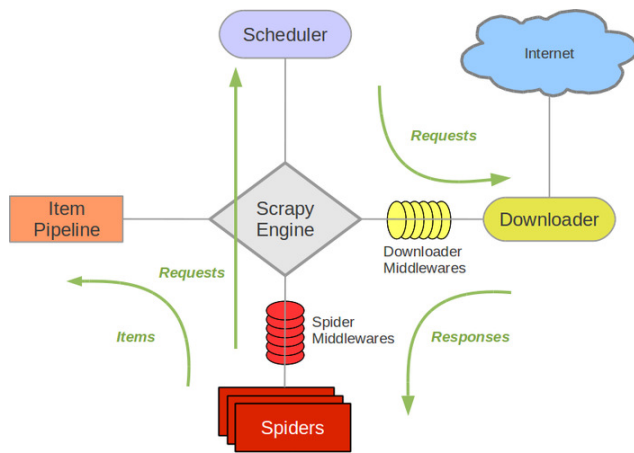 Scheduler
Internet
Requests
Item
Pipeline
Scrapy
Engine
Downloader
Downloader
Middlewares
Requests
Items
Spider
Middlewares
Responses
Spiders